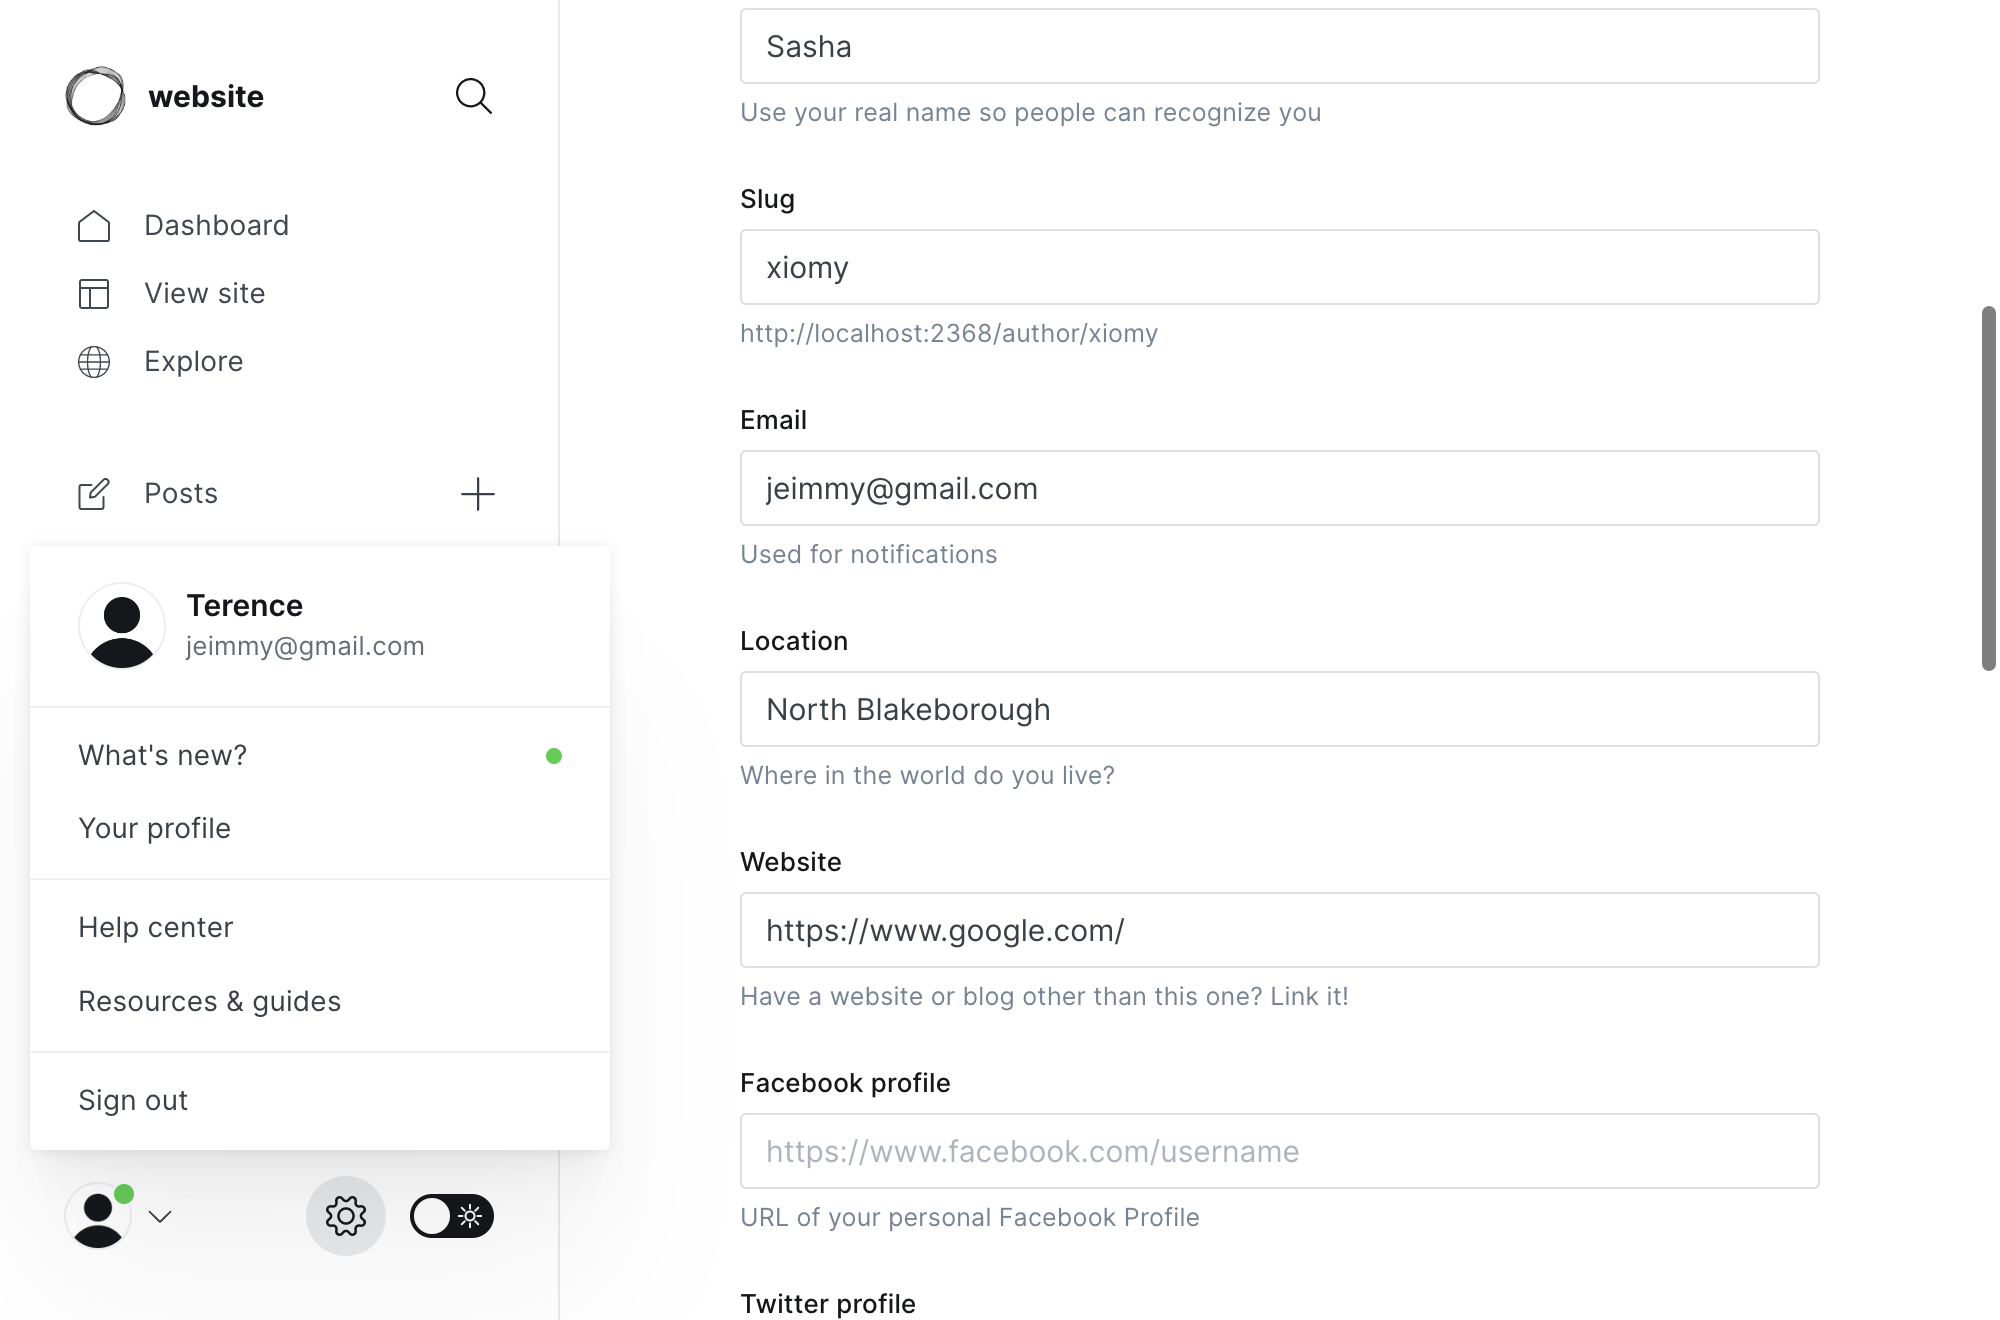 website
Dashboard
View site
Explore
Posts
Terence
jeimmy@gmail.com
What's new?
Your profile
Help center
Resources & guides
Sign out
Sasha
Use your real name so people can recognize you
Slug
xiomy
http://localhost:2368/author/xiomy
Email
jeimmy@gmail.com
Used for notifications
Location
North Blakeborough
Where in the world do you live?
Website
https://www.google.com/
Have a website or blog other than this one? Link it!
Facebook profile
https://www.facebook.com/username
URL of your personal Facebook Profile
Twitter profile